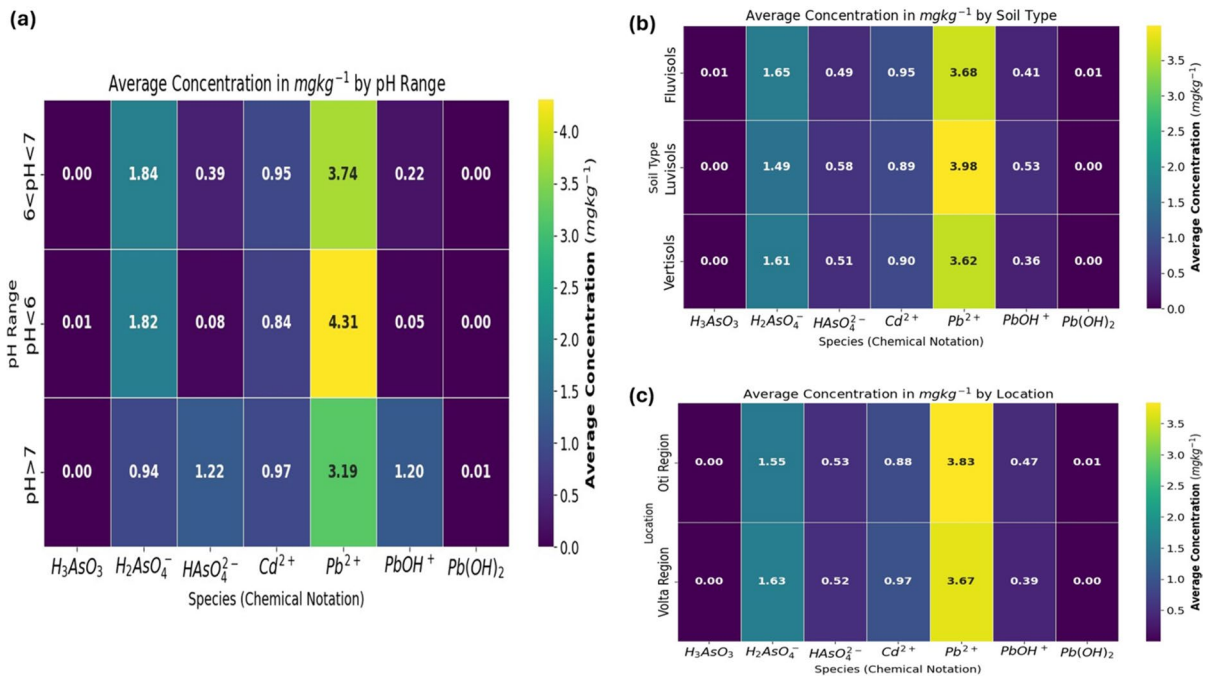 (a)
Average Concentration in mgkg⁻¹ by pH Range
6<pH<7
0.00 1.84 0.39 0.95 3.74 0.22 0.00
pH Range
pH<6
0.01 1.82 0.08 0.84 4.31 0.05 0.00
pH>7
0.00 0.94 1.22 0.97 3.19 1.20 0.01
H₃AsO₃ H₂AsO₄⁻ HAsO₄²⁻ Cd²⁺ Pb²⁺ PbOH⁺ Pb(OH)₂
Species (Chemical Notation)
4.0
3.5
3.0
2.5
2.0
1.5
1.0
0.5
0.0
Average Concentration (mgkg⁻¹)
(b)
Average Concentration in mgkg⁻¹ by Soil Type
Fluvisols
0.01 1.65 0.49 0.95 3.68 0.41 0.01
Soil Type
Luvisols
0.00 1.49 0.58 0.89 3.98 0.53 0.00
Vertisols
0.00 1.61 0.51 0.90 3.62 0.36 0.00
H₃AsO₃ H₂AsO₄⁻ HAsO₄²⁻ Cd²⁺ Pb²⁺ PbOH⁺ Pb(OH)₂
Species (Chemical Notation)
3.5
3.0
2.5
2.0
1.5
1.0
0.5
0.0
Average Concentration (mgkg⁻¹)
(c)
Average Concentration in mgkg⁻¹ by Location
Oti Region
0.00 1.55 0.53 0.88 3.83 0.47 0.01
Location
Volta Region
0.00 1.63 0.52 0.97 3.67 0.39 0.00
H₃AsO₃ H₂AsO₄⁻ HAsO₄²⁻ Cd²⁺ Pb²⁺ PbOH⁺ Pb(OH)₂
Species (Chemical Notation)
3.5
3.0
2.5
2.0
1.5
1.0
0.5
Average Concentration (mgkg⁻¹)